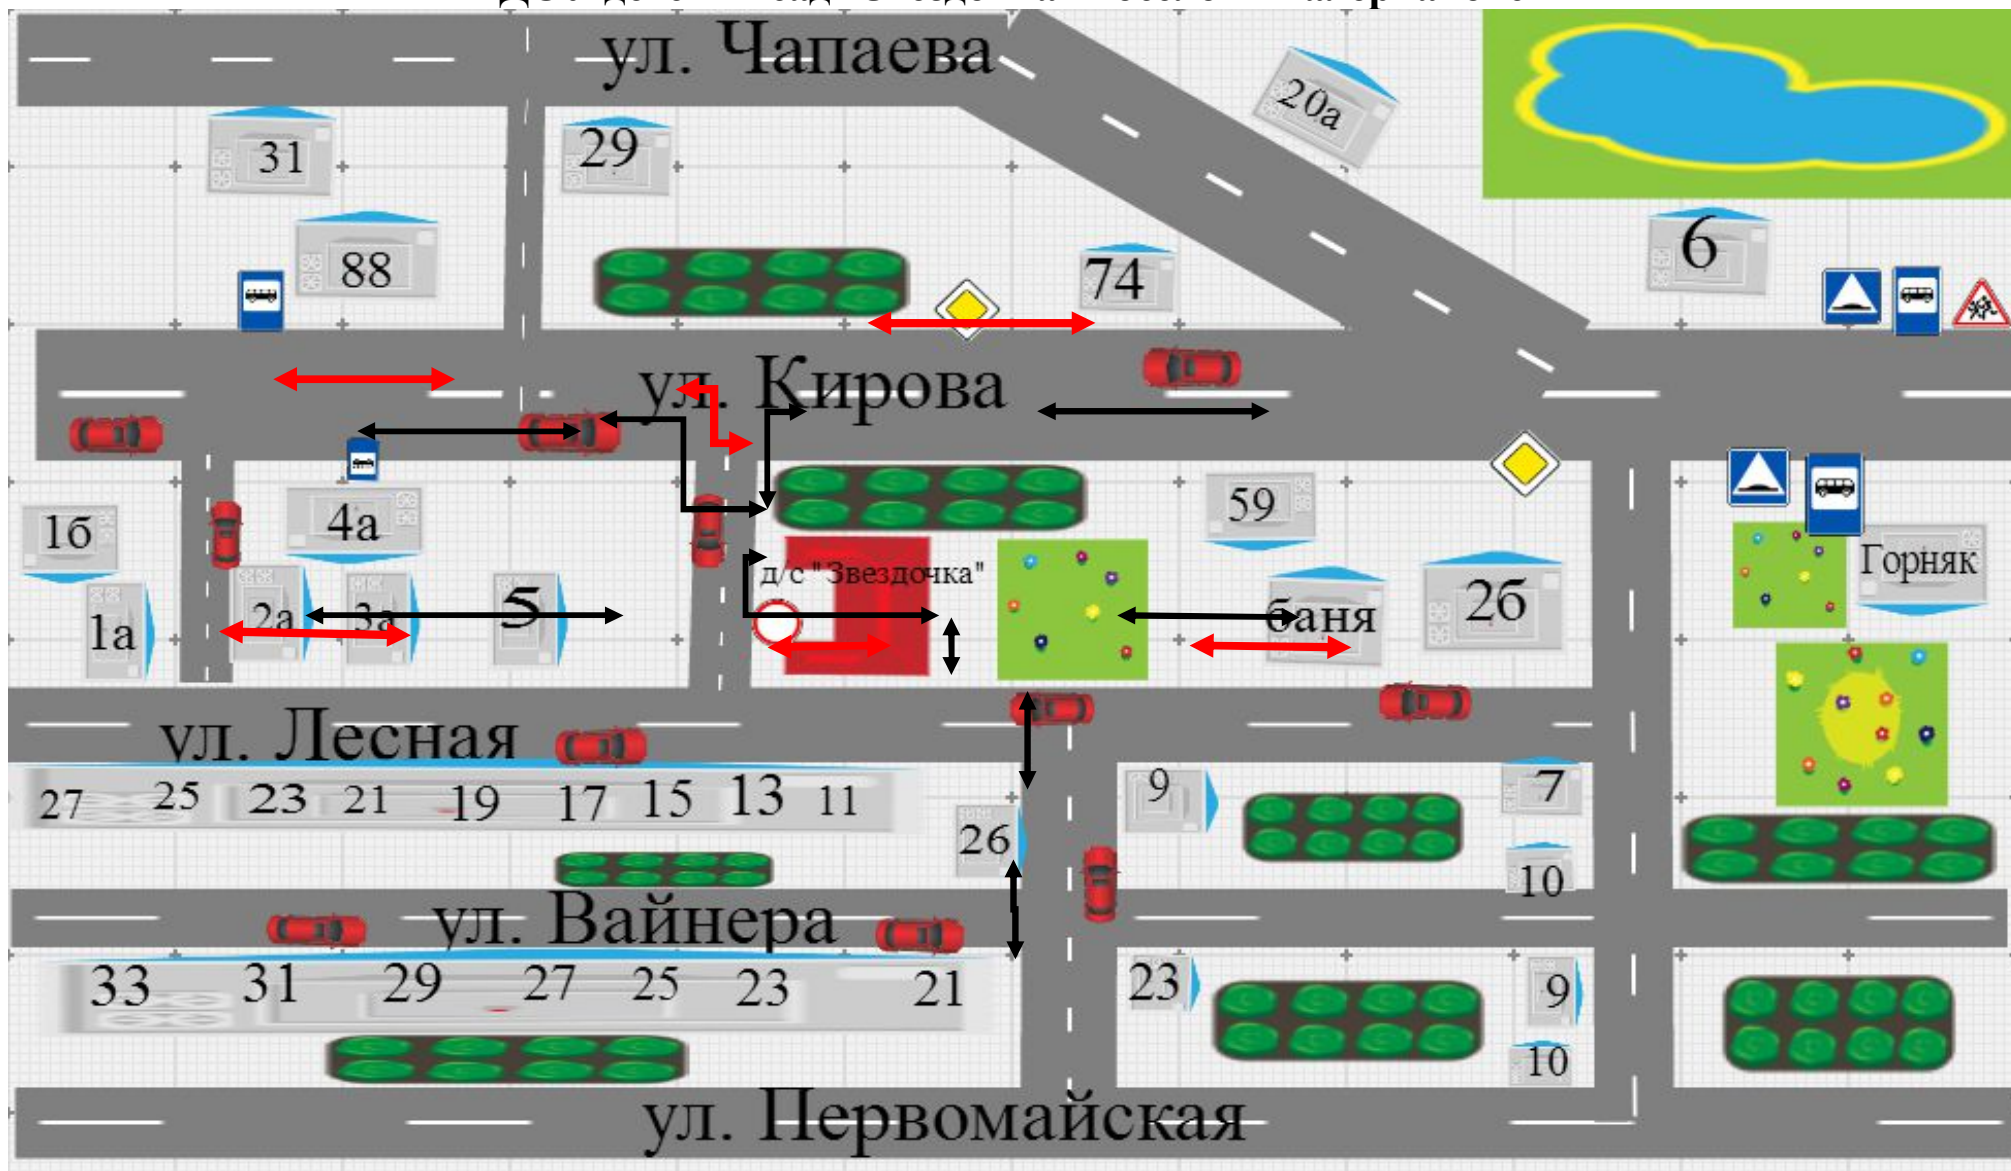 ул. Чапаева
20а
31
29
88
74
6
ул. Кирова
1б
4а
59
Горняк
д/с "Звездочка"
1а
2а
3а
5
баня
2б
ул. Лесная
27 25 23 21 19 17 15 13 11
9
7
26
10
ул. Вайнера
33 31 29 27 25 23 21
23
9
10
ул. Первомайская